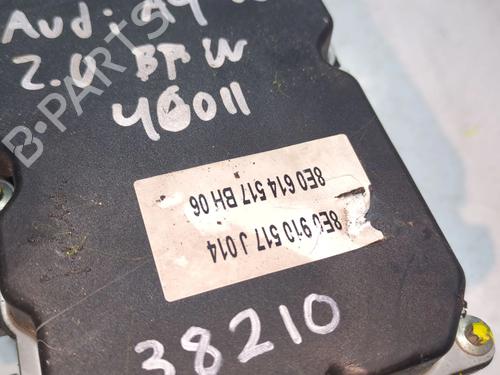 Audi A4
2.0 BPW
46011
8E0 614 517 BH 06
8E0 910 517 J 014
38210
B-PARTS